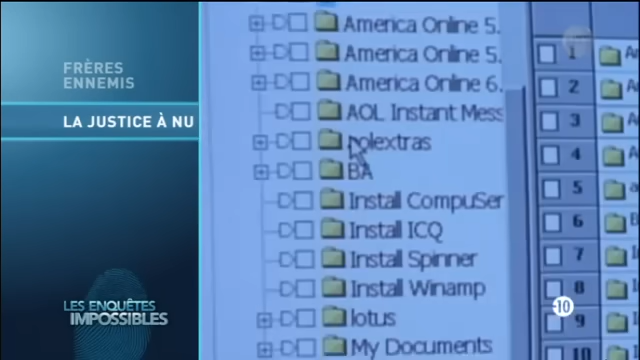 FRÈRES
ENNEMIS
LA JUSTICE À NU
LES ENQUÊTES
IMPOSSIBLES
America Online 5.
America Online 5.
America Online 6.
AOL Instant Mess
aolextras
BA
Install CompuSer
Install ICQ
Install Spinner
Install Winamp
lotus
My Documents
1
2
3
4
5
6
7
8
9
10
-10